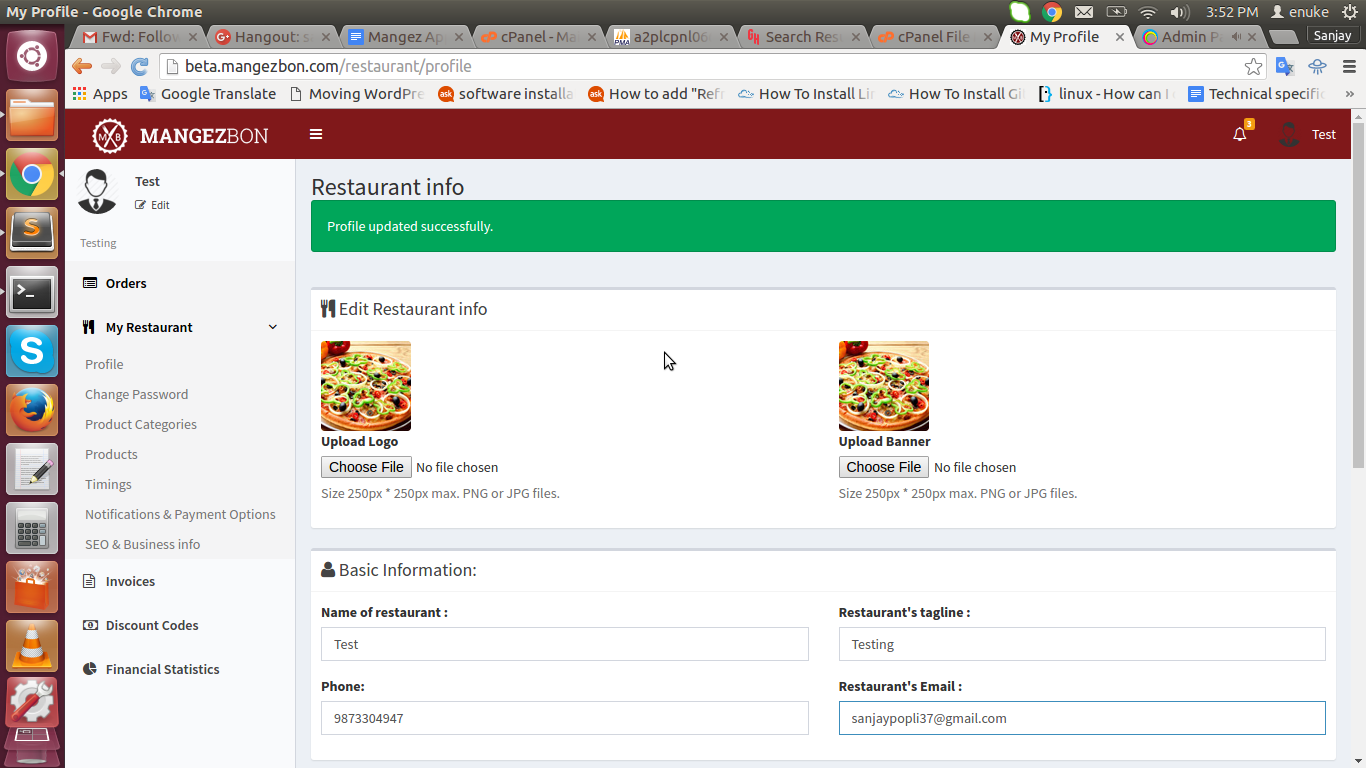 My Profile - Google Chrome
3:52 PM
enuke
Fwd: Follow
Hangout: s
Mangez Ap
cPanel - Ma
a2plcpnl06
Search Res
cPanel File
My Profile
Admin P
Sanjay
beta.mangezbon.com/restaurant/profile
Apps
Google Translate
Moving WordPre
software installa
How to add "Refr
How To Install Lin
How To Install Gi
linux - How can I
Technical specific
»
MANGEZBON
3
Test
Test
Edit
Testing
Orders
My Restaurant
Profile
Change Password
Product Categories
Products
Timings
Notifications & Payment Options
SEO & Business info
Invoices
Discount Codes
Financial Statistics
Restaurant info
Profile updated successfully.
Edit Restaurant info
Upload Logo
Choose File No file chosen
Size 250px * 250px max. PNG or JPG files.
Upload Banner
Choose File No file chosen
Size 250px * 250px max. PNG or JPG files.
Basic Information:
Name of restaurant :
Test
Restaurant's tagline :
Testing
Phone:
9873304947
Restaurant's Email :
sanjaypopli37@gmail.com